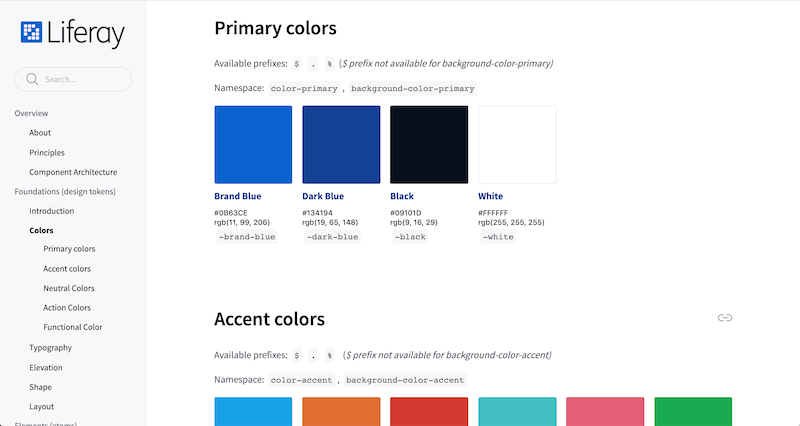 Liferay
Search...
Overview
About
Principles
Component Architecture
Foundations (design tokens)
Introduction
Colors
Primary colors
Accent colors
Neutral Colors
Action Colors
Functional Color
Typography
Elevation
Shape
Layout
Elements (atoms)
Primary colors
Available prefixes: $ . % ($ prefix not available for background-color-primary)
Namespace: color-primary , background-color-primary
Brand Blue Dark Blue Black White
#0B63CE #134194 #09101D #FFFFFF
rgb(11, 99, 206) rgb(19, 65, 148) rgb(9, 16, 29) rgb(255, 255, 255)
-brand-blue -dark-blue -black -white
Accent colors
Available prefixes: $ . % ($ prefix not available for background-color-accent)
Namespace: color-accent , background-color-accent